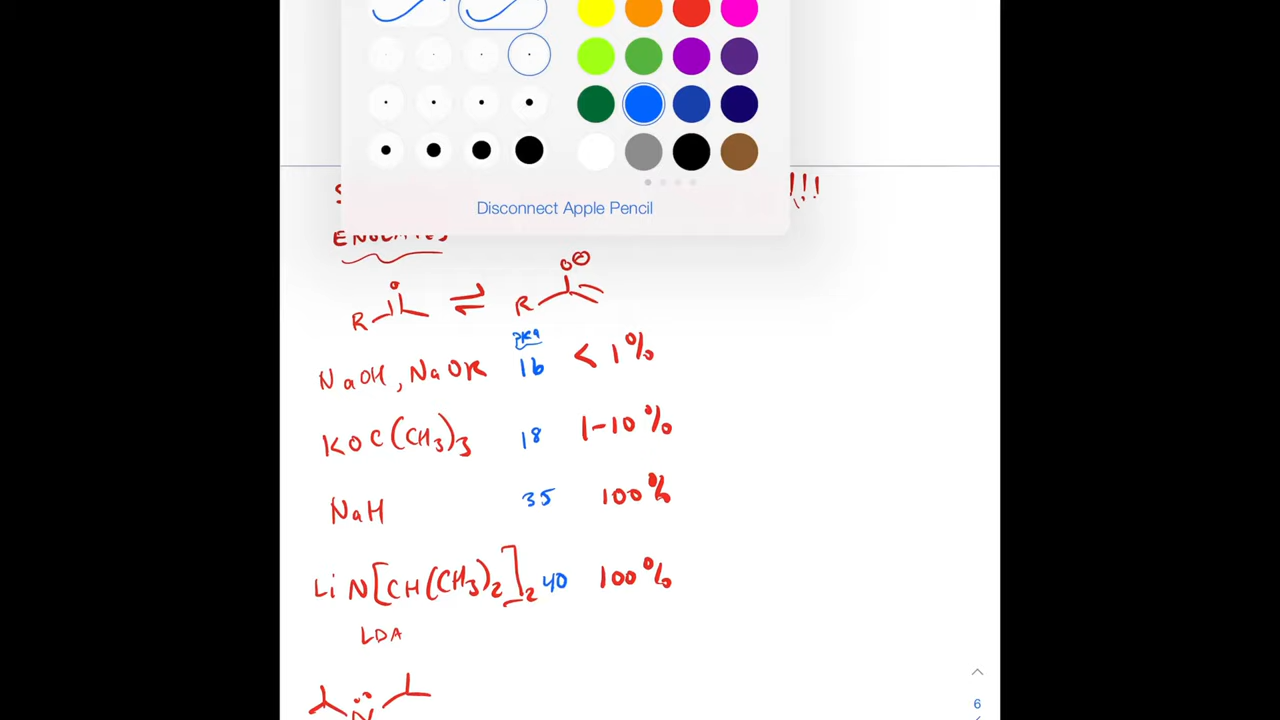 Disconnect Apple Pencil
!!!
ENOLATES
O O⊖
R ⇌ R
pKa
NaOH, NaOR 16 < 1%
KOC(CH3)3 18 1-10%
NaH 35 100%
LiN[CH(CH3)2]2 40 100%
LDA
N
6